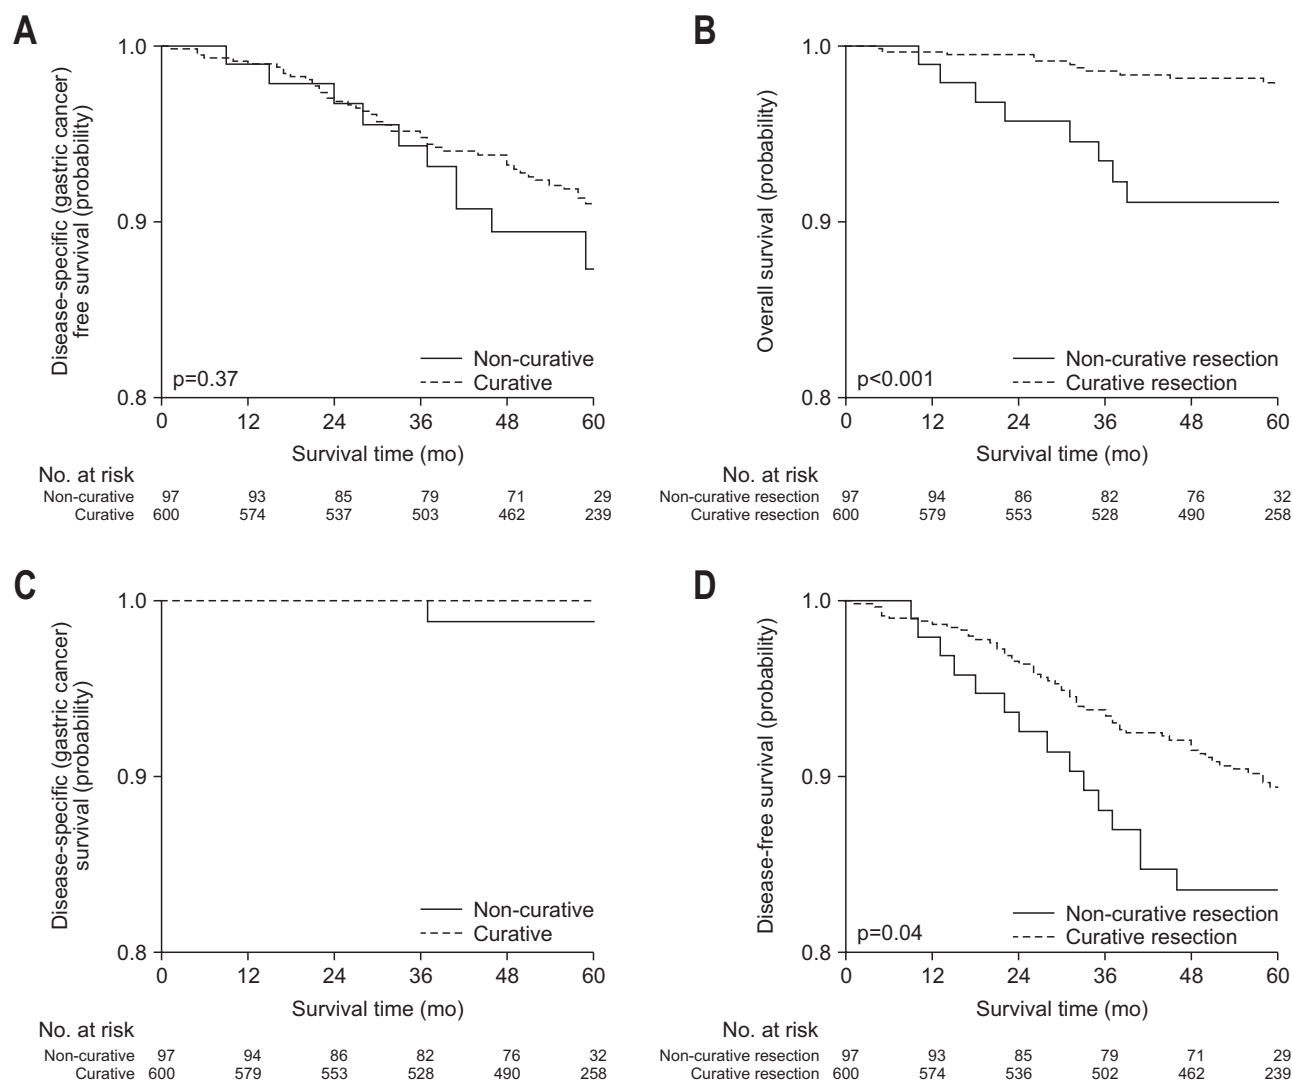 A
Disease-specific (gastric cancer)
free survival (probability)
1.0
0.9
0.8
p=0.37
Non-curative
Curative
0 12 24 36 48 60
Survival time (mo)
No. at risk
Non-curative 97 93 85 79 71 29
Curative 600 574 537 503 462 239
B
Overall survival (probability)
1.0
0.9
0.8
p<0.001
Non-curative resection
Curative resection
0 12 24 36 48 60
Survival time (mo)
No. at risk
Non-curative resection 97 94 86 82 76 32
Curative resection 600 579 553 528 490 258
C
Disease-specific (gastric cancer)
survival (probability)
1.0
0.9
0.8
Non-curative
Curative
0 12 24 36 48 60
Survival time (mo)
No. at risk
Non-curative 97 94 86 82 76 32
Curative 600 579 553 528 490 258
D
Disease-free survival (probability)
1.0
0.9
0.8
p=0.04
Non-curative resection
Curative resection
0 12 24 36 48 60
Survival time (mo)
No. at risk
Non-curative resection 97 93 85 79 71 29
Curative resection 600 574 536 502 462 239